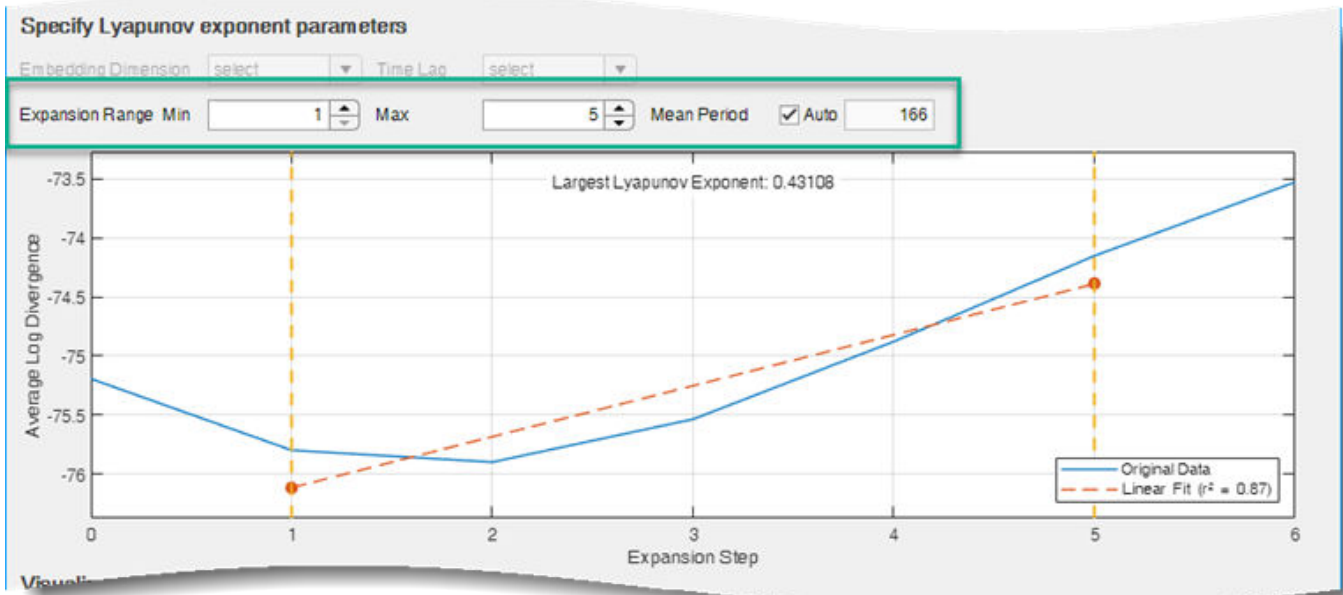 Specify Lyapunov exponent parameters
Embedding Dimension select Time Lag select
Expansion Range Min 1 Max 5 Mean Period Auto 166
Largest Lyapunov Exponent: 0.43108
-73.5
-74
-74.5
-75
-75.5
-76
Average Log Divergence
Original Data
Linear Fit (r² = 0.87)
0 1 2 3 4 5 6
Expansion Step